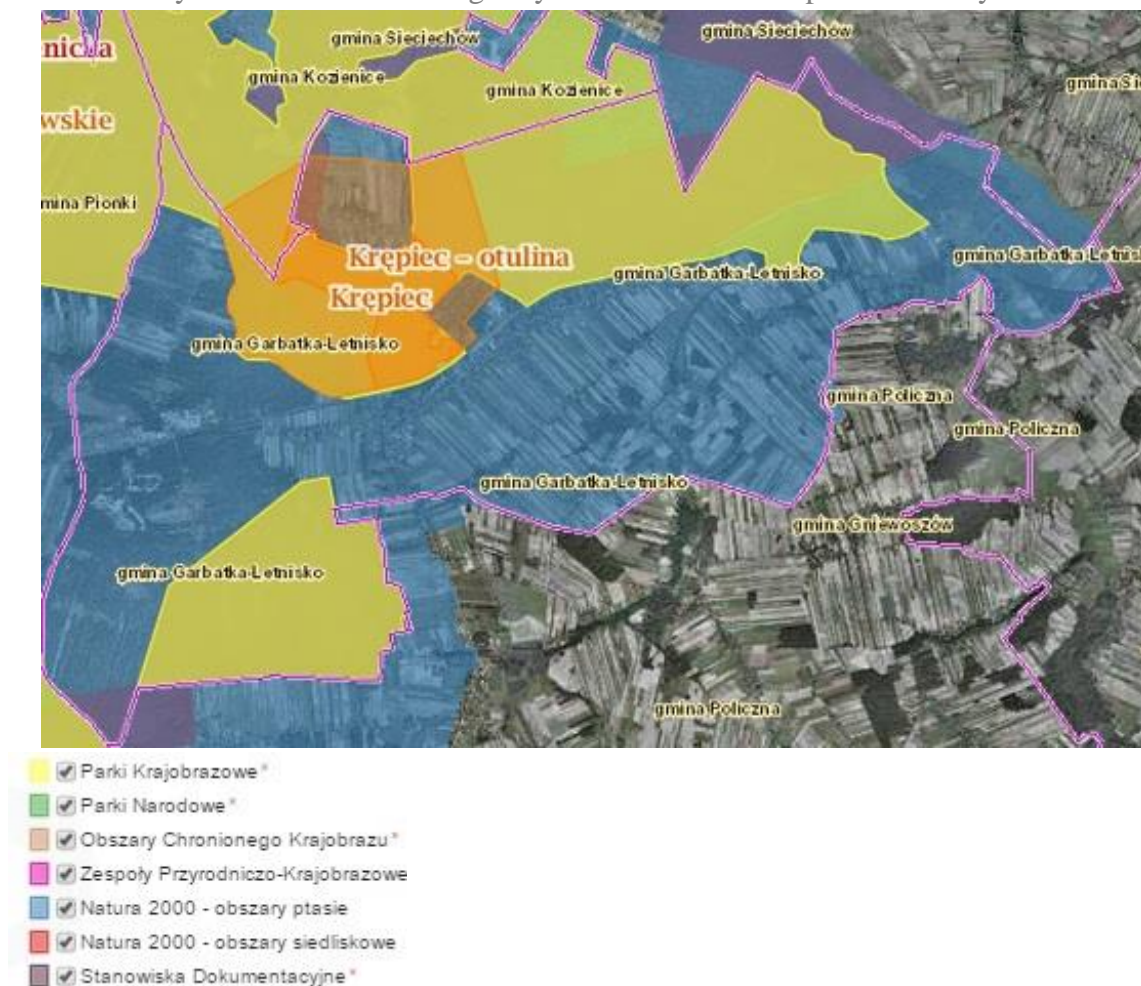 gmina Sieciechów
gmina Sieciechów
nicka
gmina Kozienice
gmina Kozienice
gmina Si
wskie
mina Pionki
Krępiec - otulina
gmina Garbatka-Letnisko
gmina Garbatka-Letnisk
Krępiec
gmina Garbatka-Letnisko
gmina Policzna
gmina Policzna
gmina Garbatka-Letnisko
gmina Gniewoszów
gmina Garbatka-Letnisko
gmina Policzna
Parki Krajobrazowe*
Parki Narodowe*
Obszary Chronionego Krajobrazu*
Zespoły Przyrodniczo-Krajobrazowe
Natura 2000 - obszary ptasie
Natura 2000 - obszary siedliskowe
Stanowiska Dokumentacyjne*